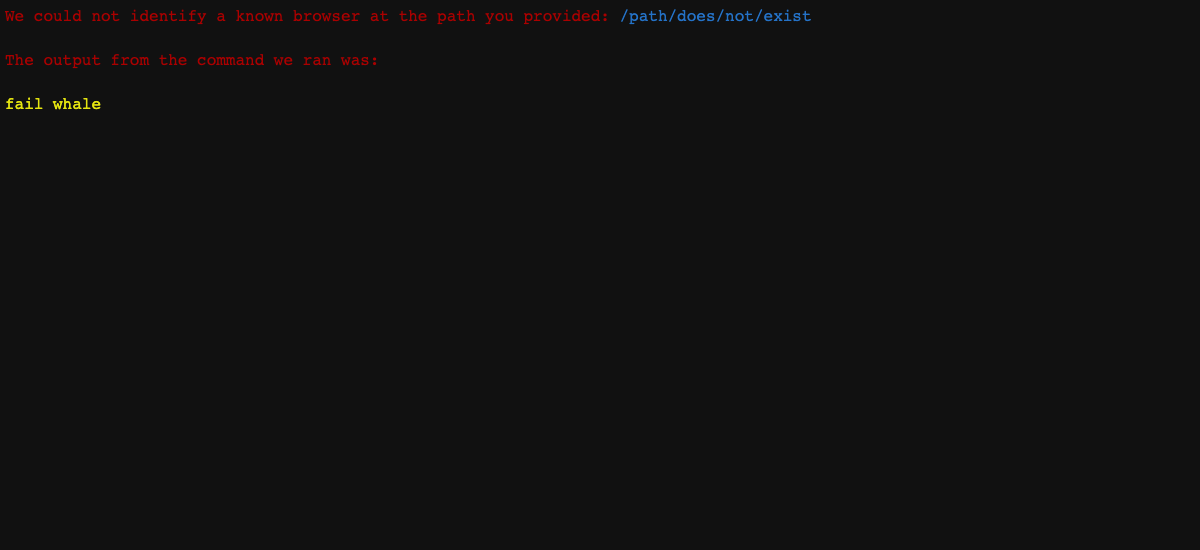 We could not identify a known browser at the path you provided: /path/does/not/exist
The output from the command we ran was:
fail whale